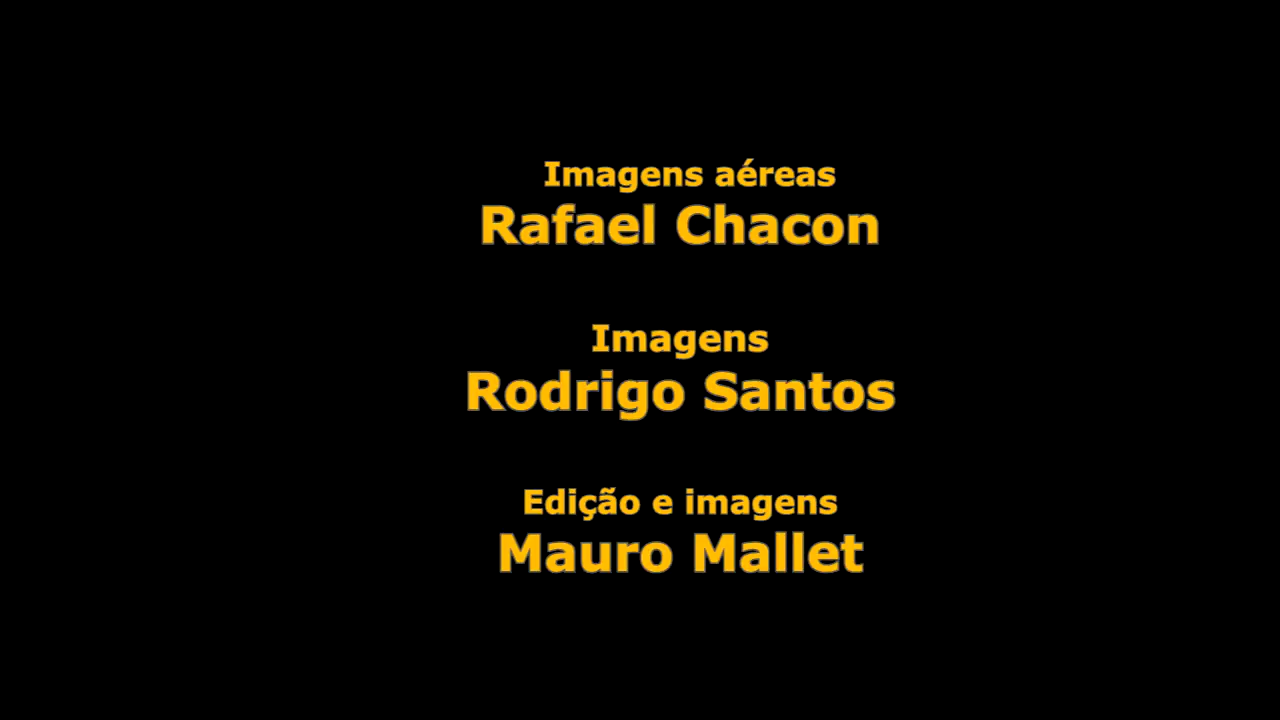 Imagens aéreas
Rafael Chacon
Imagens
Rodrigo Santos
Edição e imagens
Mauro Mallet